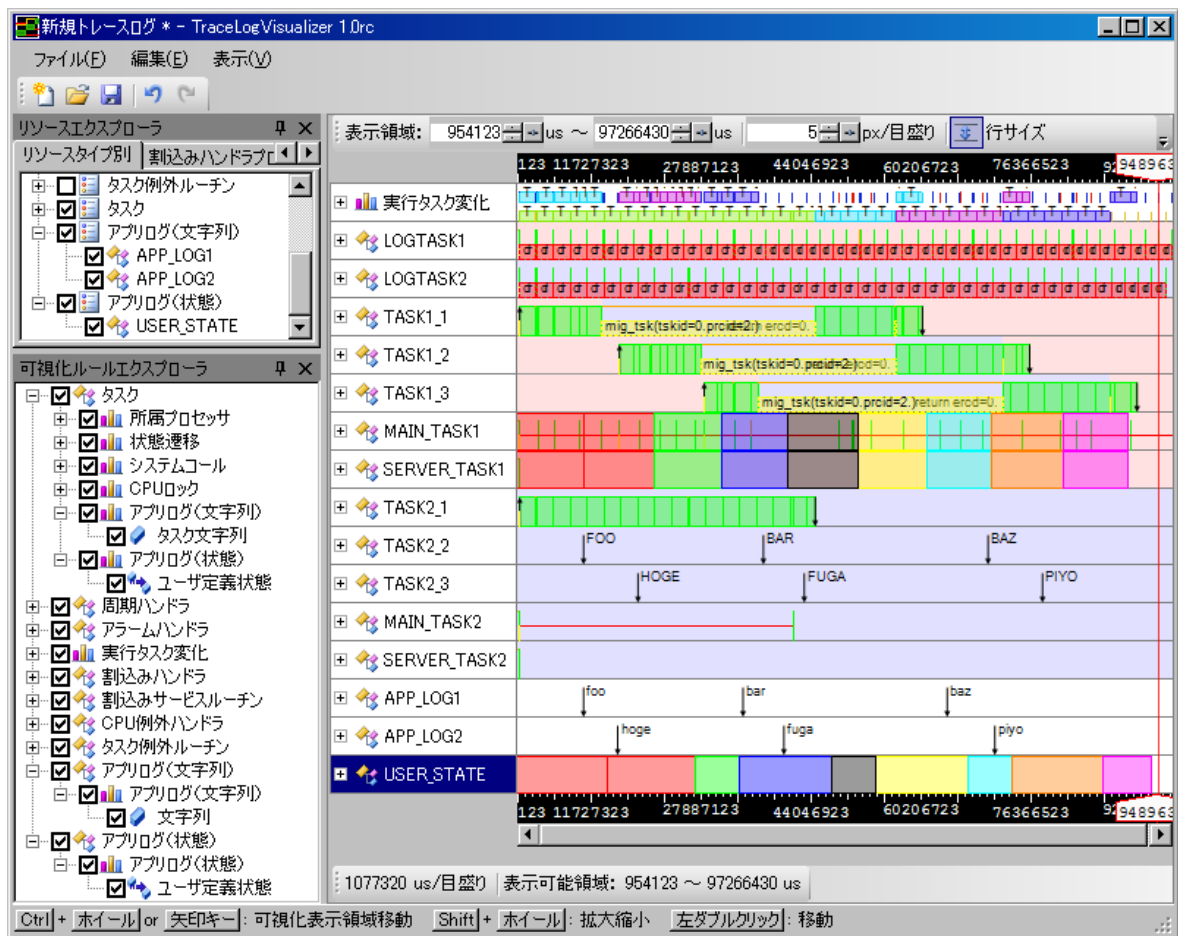 新規トレースログ * - TraceLogVisualizer 1.0rc
ファイル(F) 編集(E) 表示(V)
リソースエクスプローラ
リソースタイプ別
タスク例外ルーチン
タスク
アプリログ(文字列)
APP_LOG1
APP_LOG2
アプリログ(状態)
USER_STATE
可視化ルールエクスプローラ
タスク
所属プロセッサ
状態遷移
システムコール
CPUロック
アプリログ(文字列)
タスク文字列
アプリログ(状態)
ユーザ定義状態
周期ハンドラ
アラームハンドラ
実行タスク変化
割込みハンドラ
割込みサービスルーチン
CPU例外ハンドラ
タスク例外ルーチン
アプリログ(文字列)
アプリログ(文字列)
文字列
アプリログ(状態)
アプリログ(状態)
ユーザ定義状態
表示領域: 954123 us ～ 97266430 us 5 px/目盛り 行サイズ
123 11727323 27887123 44046923 60206723 76366523 94896
実行タスク変化
LOGTASK1
LOGTASK2
TASK1_1
mig_tsk(tskid=0.prcid=2.)
TASK1_2
mig_tsk(tskid=0.
TASK1_3
mig_tsk(tskid=0.prcid=2.)return ercd=0.
MAIN_TASK1
SERVER_TASK1
TASK2_1
TASK2_2
FOO BAR BAZ
TASK2_3
HOGE FUGA PIYO
MAIN_TASK2
SERVER_TASK2
APP_LOG1
foo bar baz
APP_LOG2
hoge fuga piyo
USER_STATE
123 11727323 27887123 44046923 60206723 76366523 94896
1077320 us/目盛り 表示可能領域: 954123 ～ 97266430 us
Ctrl + ホイール or 矢印キー : 可視化表示領域移動 Shift + ホイール : 拡大縮小 左ダブルクリック : 移動